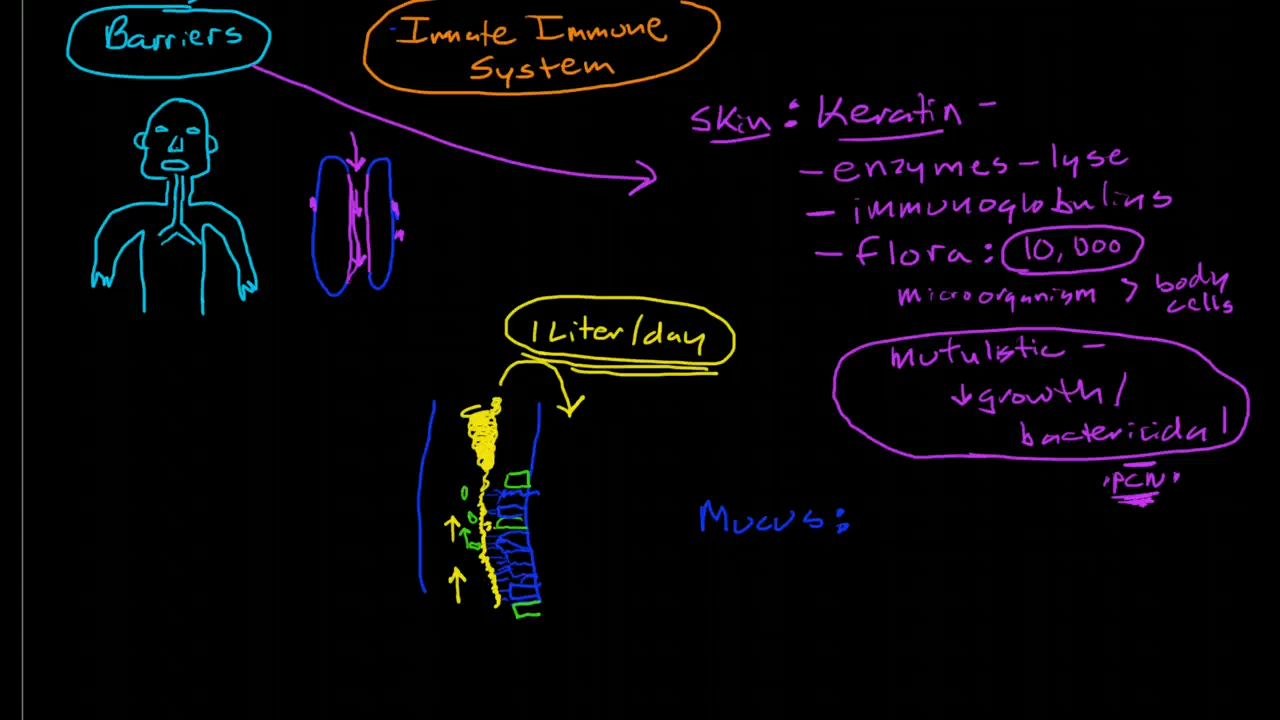 Barriers
Innate Immune
System
Skin: Keratin -
- enzymes - lyse
- immunoglobulins
- flora: 10,000
microorganism > body
cells
1 Liter/day
mutulistic -
↓ growth/
bactericidal
"PCN"
Mucus: